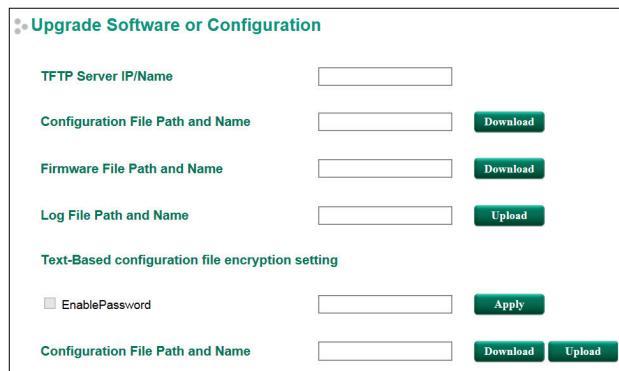 Upgrade Software or Configuration
TFTP Server IP/Name
Configuration File Path and Name Download
Firmware File Path and Name Download
Log File Path and Name Upload
Text-Based configuration file encryption setting
EnablePassword Apply
Configuration File Path and Name Download Upload